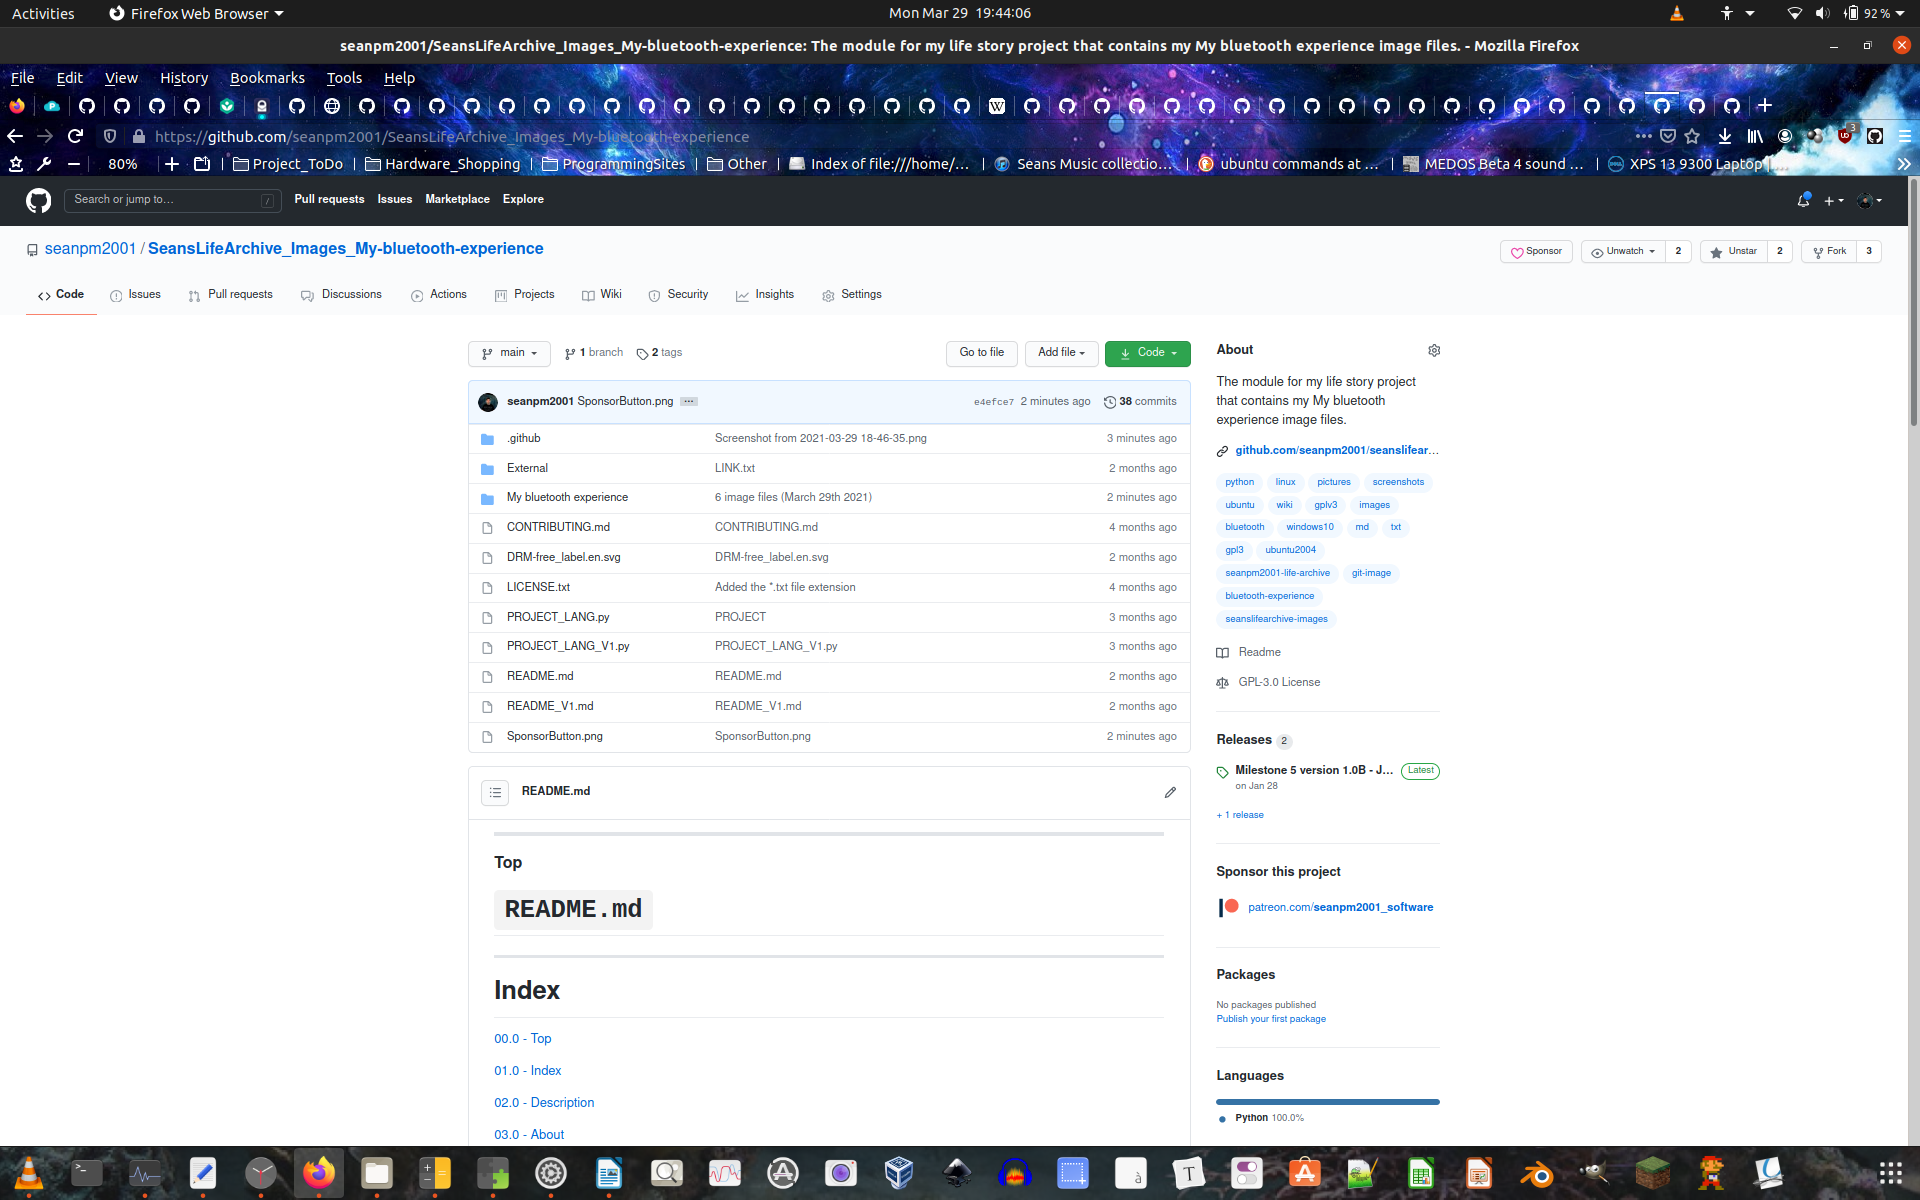 Activities
Firefox Web Browser
Mon Mar 29 19:44:06
92 %
seanpm2001/SeansLifeArchive_Images_My-bluetooth-experience: The module for my life story project that contains my My bluetooth experience image files. - Mozilla Firefox
File Edit View History Bookmarks Tools Help
https://github.com/seanpm2001/SeansLifeArchive_Images_My-bluetooth-experience
3
80%
Project_ToDo
Hardware_Shopping
ProgrammingSites
Other
Index of file:///home/...
Seans Music collectio...
ubuntu commands at ...
MEDOS Beta 4 sound ...
XPS 13 9300 Laptop
Search or jump to… /
Pull requests Issues Marketplace Explore
seanpm2001 / SeansLifeArchive_Images_My-bluetooth-experience
Sponsor
Unwatch 2
Unstar 2
Fork 3
Code Issues Pull requests Discussions Actions Projects Wiki Security Insights Settings
main
1 branch
2 tags
Go to file
Add file
Code
seanpm2001 SponsorButton.png ...
e4efce7 2 minutes ago 38 commits
.github Screenshot from 2021-03-29 18-46-35.png 3 minutes ago
External LINK.txt 2 months ago
My bluetooth experience 6 image files (March 29th 2021) 2 minutes ago
CONTRIBUTING.md CONTRIBUTING.md 4 months ago
DRM-free_label.en.svg DRM-free_label.en.svg 2 months ago
LICENSE.txt Added the *.txt file extension 4 months ago
PROJECT_LANG.py PROJECT 3 months ago
PROJECT_LANG_V1.py PROJECT_LANG_V1.py 3 months ago
README.md README.md 2 months ago
README_V1.md README_V1.md 2 months ago
SponsorButton.png SponsorButton.png 2 minutes ago
README.md
Top
README.md
Index
00.0 - Top
01.0 - Index
02.0 - Description
03.0 - About
About
The module for my life story project
that contains my My bluetooth
experience image files.
github.com/seanpm2001/seanslifear...
python linux pictures screenshots
ubuntu wiki gplv3 images
bluetooth windows10 md txt
gpl3 ubuntu2004
seanpm2001-life-archive git-image
bluetooth-experience
seanslifearchive-images
Readme
GPL-3.0 License
Releases 2
Milestone 5 version 1.0B - J... Latest
on Jan 28
+ 1 release
Sponsor this project
patreon.com/seanpm2001_software
Packages
No packages published
Publish your first package
Languages
Python 100.0%